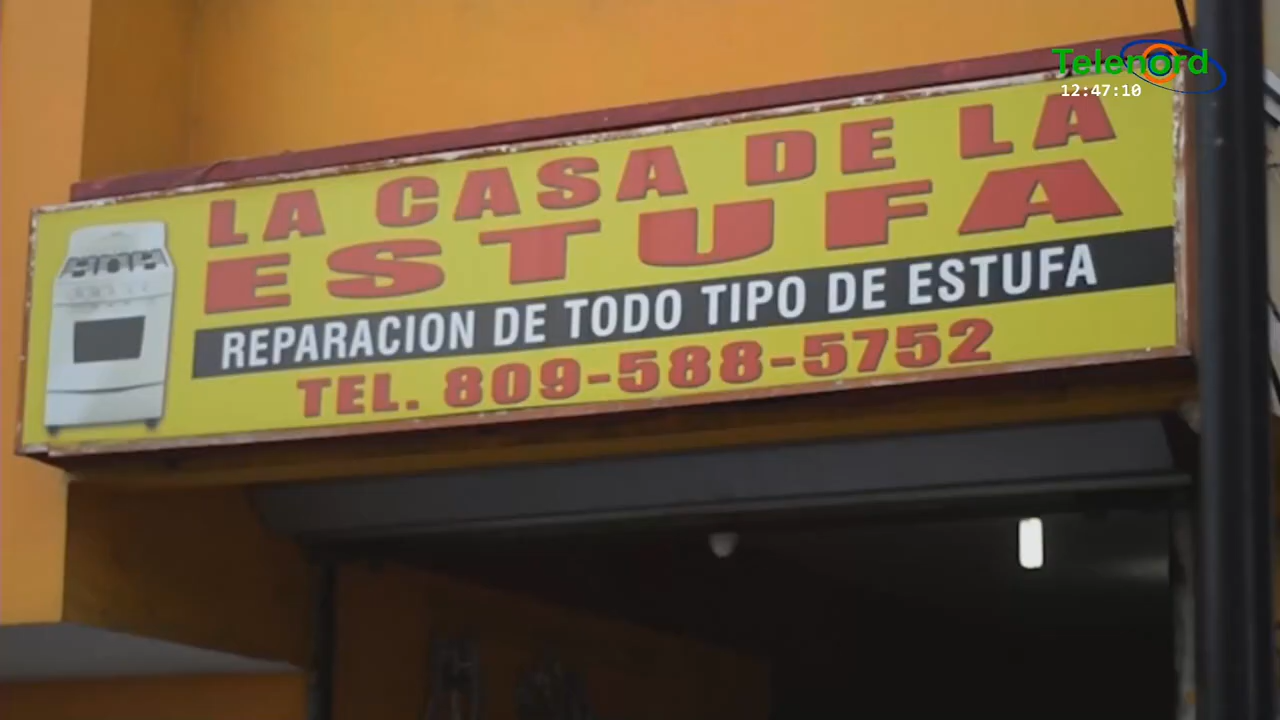 Telenord
12:47:10
LA CASA DE LA
ESTUFA
REPARACION DE TODO TIPO DE ESTUFA
TEL. 809-588-5752